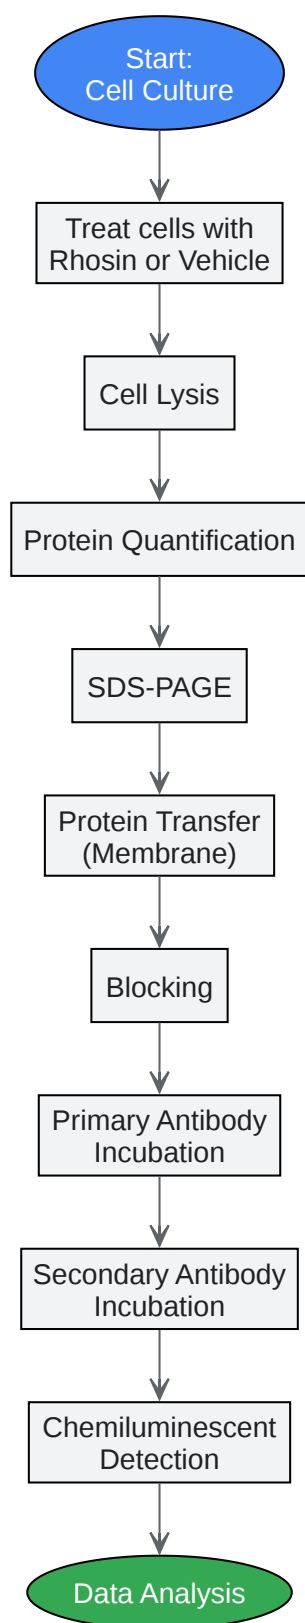 Start:
Cell Culture
Treat cells with
Rhosin or Vehicle
Cell Lysis
Protein Quantification
SDS-PAGE
Protein Transfer
(Membrane)
Blocking
Primary Antibody
Incubation
Secondary Antibody
Incubation
Chemiluminescent
Detection
Data Analysis